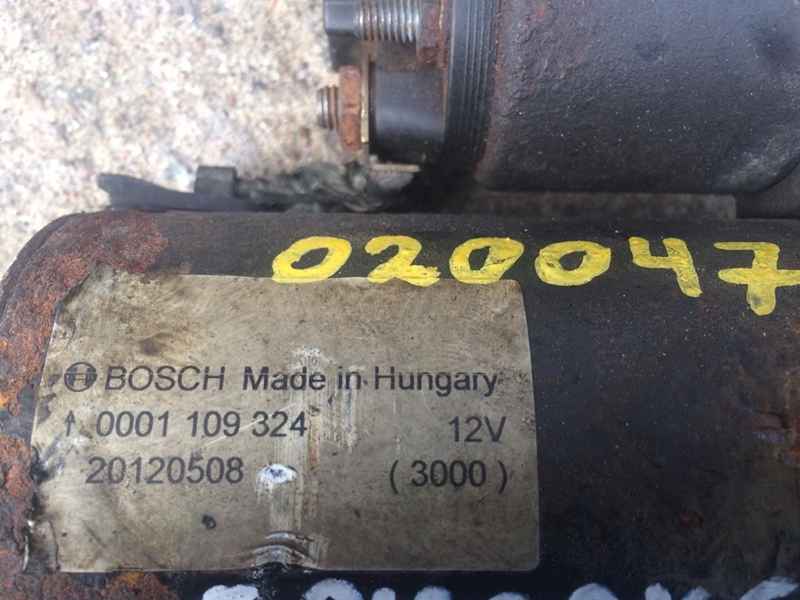 020047
BOSCH Made in Hungary
↑ 0001 109 324 12V
20120508 (3000)